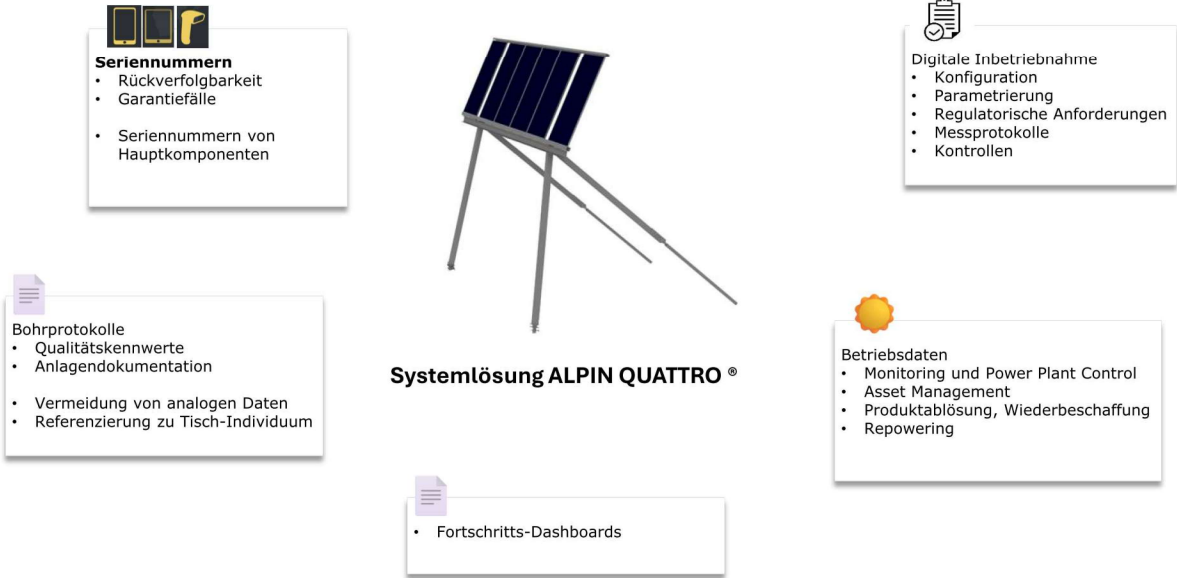 Seriennummern
• Rückverfolgbarkeit
• Garantiefälle
• Seriennummern von
Hauptkomponenten
Digitale Inbetriebnahme
• Konfiguration
• Parametrierung
• Regulatorische Anforderungen
• Messprotokolle
• Kontrollen
Bohrprotokolle
• Qualitätskennwerte
• Anlagendokumentation
• Vermeidung von analogen Daten
• Referenzierung zu Tisch-Individuum
Systemlösung ALPIN QUATTRO ®
Betriebsdaten
• Monitoring und Power Plant Control
• Asset Management
• Produktablösung, Wiederbeschaffung
• Repowering
• Fortschritts-Dashboards